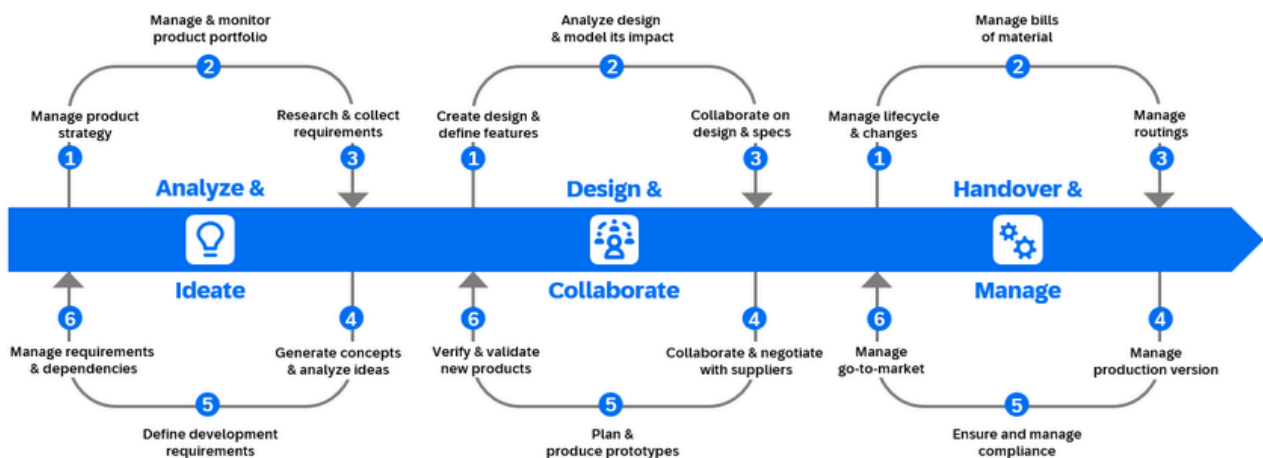 Manage & monitor
product portfolio
2
Manage product
strategy
1
Research & collect
requirements
3
Analyze &
Ideate
6
Manage requirements
& dependencies
4
Generate concepts
& analyze ideas
5
Define development
requirements
Analyze design
& model its impact
2
Create design &
define features
1
Collaborate on
design & specs
3
Design &
Collaborate
6
Verify & validate
new products
4
Collaborate & negotiate
with suppliers
5
Plan &
produce prototypes
Manage bills
of material
2
Manage lifecycle
& changes
1
Manage
routings
3
Handover &
Manage
6
Manage
go-to-market
4
Manage
production version
5
Ensure and manage
compliance